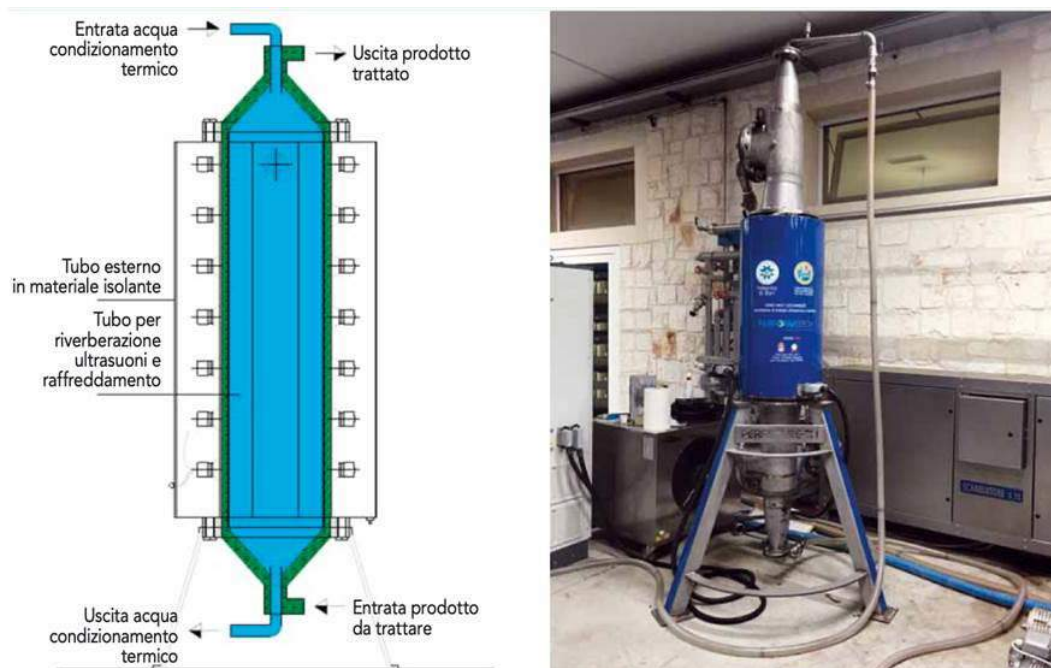 Entrata acqua
condizionamento
termico
Uscita prodotto
trattato
Tubo esterno
in materiale isolante
Tubo per
riverberazione
ultrasuoni e
raffreddamento
Uscita acqua
condizionamento
termico
Entrata prodotto
da trattare